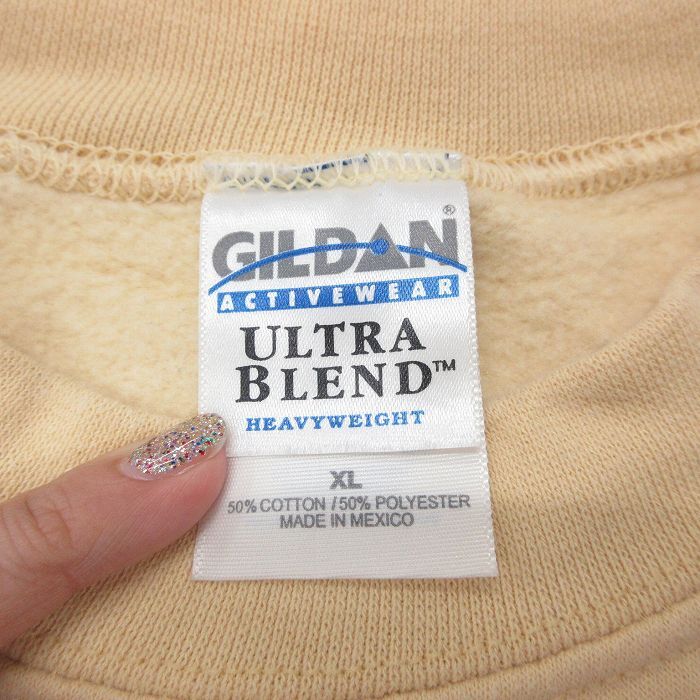 GILDAN®
ACTIVEWEAR
ULTRA
BLEND™
HEAVYWEIGHT
XL
50% COTTON / 50% POLYESTER
MADE IN MEXICO